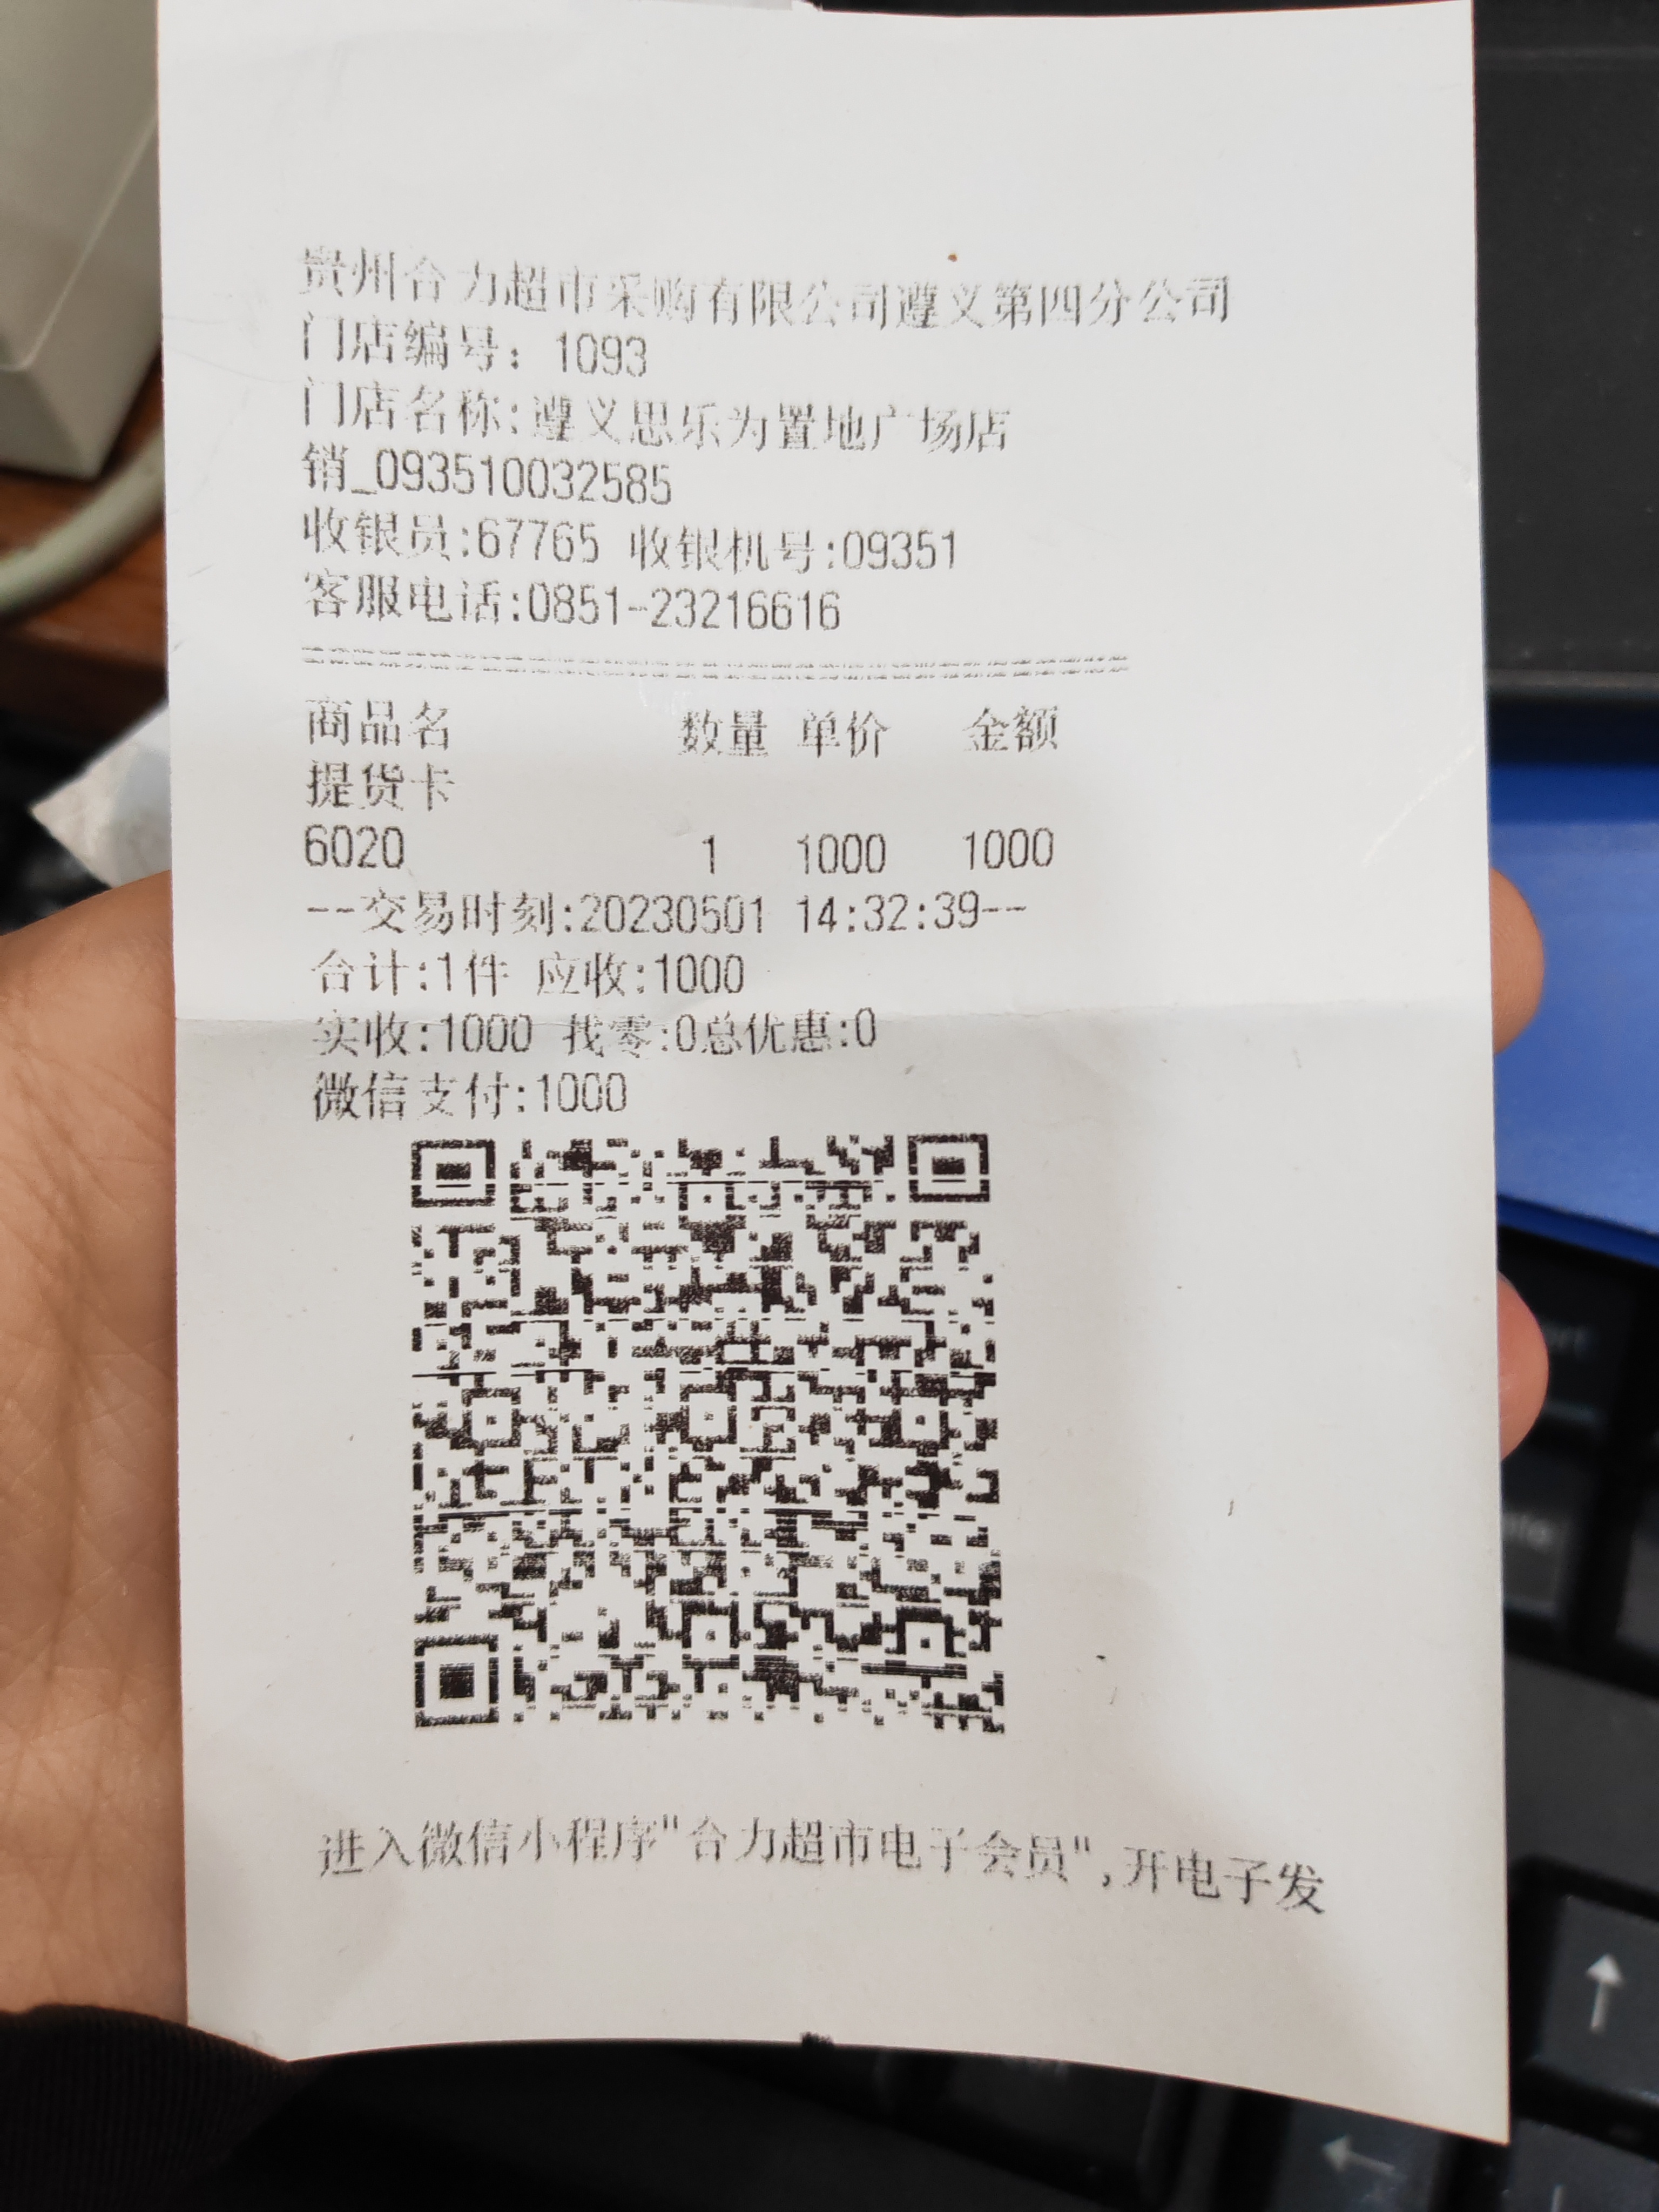 贵州合力超市采购有限公司遵义第四分公司
门店编号：1093
门店名称:遵义思乐为置地广场店
销_093510032585
收银员:67765 收银机号:09351
客服电话:0851-23216616
商品名 数量 单价 金额
提货卡
6020 1 1000 1000
--交易时刻:20230501 14:32:39--
合计:1件 应收:1000
实收:1000 找零:0总优惠:0
微信支付:1000
进入微信小程序"合力超市电子会员",开电子发